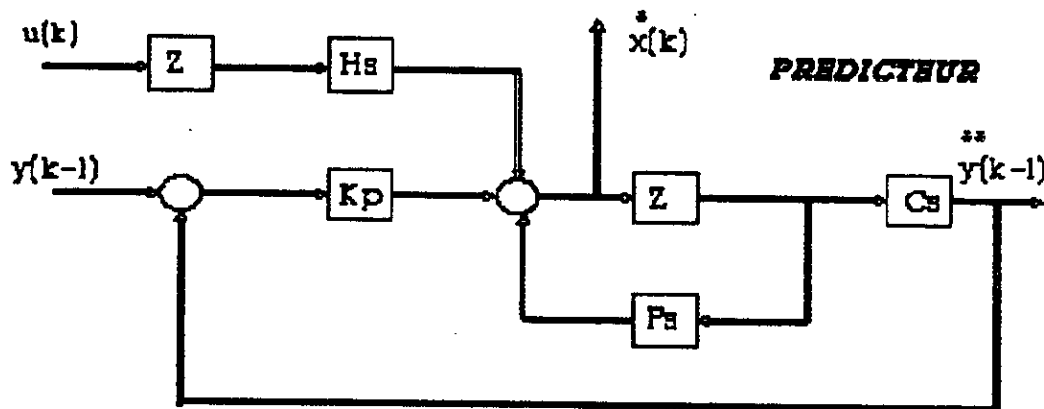 u(k)
Z
Hs
*
x(k)
PREDICTEUR
y(k-1)
Kp
Z
Cs
**
y(k-1)
Ps